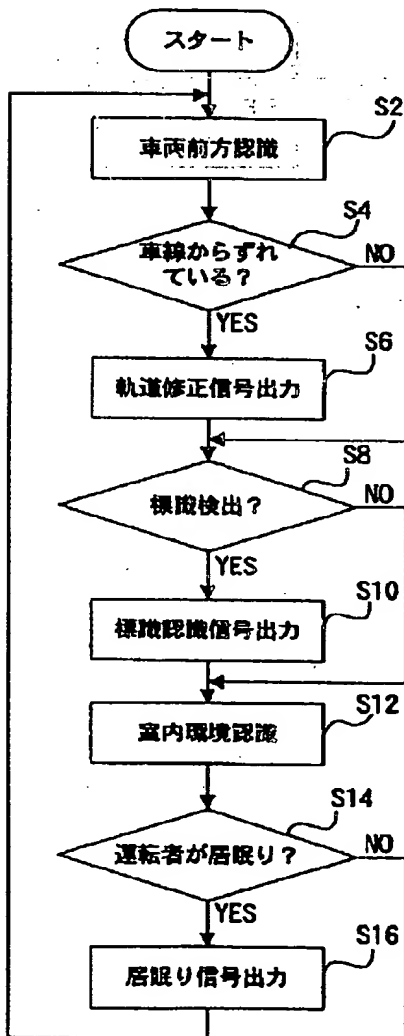 スタート
S2
車両前方認識
S4
車線からずれ
ている？
NO
YES
S6
軌道修正信号出力
S8
標識検出？
NO
YES
S10
標識認識信号出力
S12
室内環境認識
S14
運転者が居眠り？
NO
YES
S16
居眠り信号出力